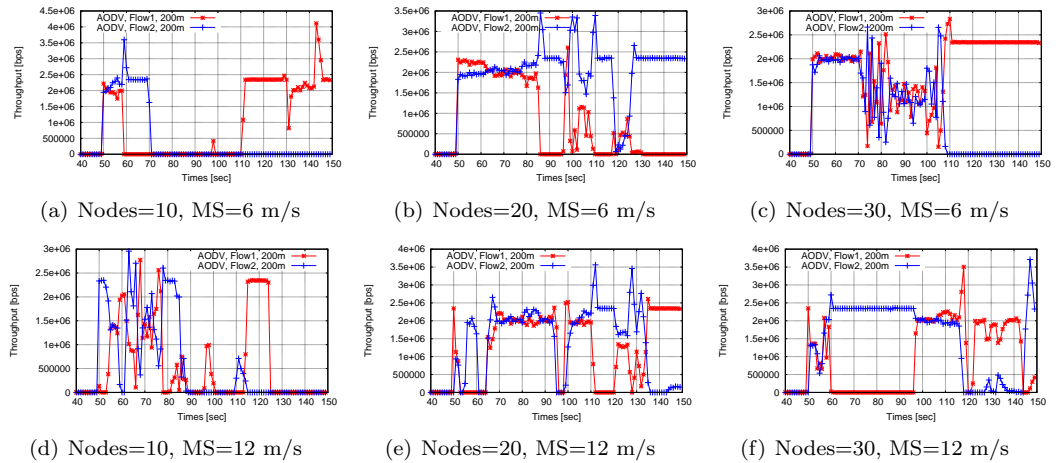 AODV, Flow1, 200m
AODV, Flow2, 200m
Throughput [bps]
4.5e+06
4e+06
3.5e+06
3e+06
2.5e+06
2e+06
1.5e+06
1e+06
500000
0
40 50 60 70 80 90 100 110 120 130 140 150
Times [sec]
(a) Nodes=10, MS=6 m/s
AODV, Flow1, 200m
AODV, Flow2, 200m
Throughput [bps]
3.5e+06
3e+06
2.5e+06
2e+06
1.5e+06
1e+06
500000
0
40 50 60 70 80 90 100 110 120 130 140 150
Times [sec]
(b) Nodes=20, MS=6 m/s
AODV, Flow1, 200m
AODV, Flow2, 200m
Throughput [bps]
3e+06
2.5e+06
2e+06
1.5e+06
1e+06
500000
0
40 50 60 70 80 90 100 110 120 130 140 150
Times [sec]
(c) Nodes=30, MS=6 m/s
AODV, Flow1, 200m
AODV, Flow2, 200m
Throughput [bps]
3e+06
2.5e+06
2e+06
1.5e+06
1e+06
500000
0
40 50 60 70 80 90 100 110 120 130 140 150
Times [sec]
(d) Nodes=10, MS=12 m/s
AODV, Flow1, 200m
AODV, Flow2, 200m
Throughput [bps]
4e+06
3.5e+06
3e+06
2.5e+06
2e+06
1.5e+06
1e+06
500000
0
40 50 60 70 80 90 100 110 120 130 140 150
Times [sec]
(e) Nodes=20, MS=12 m/s
AODV, Flow1, 200m
AODV, Flow2, 200m
Throughput [bps]
4e+06
3.5e+06
3e+06
2.5e+06
2e+06
1.5e+06
1e+06
500000
0
40 50 60 70 80 90 100 110 120 130 140 150
Times [sec]
(f) Nodes=30, MS=12 m/s